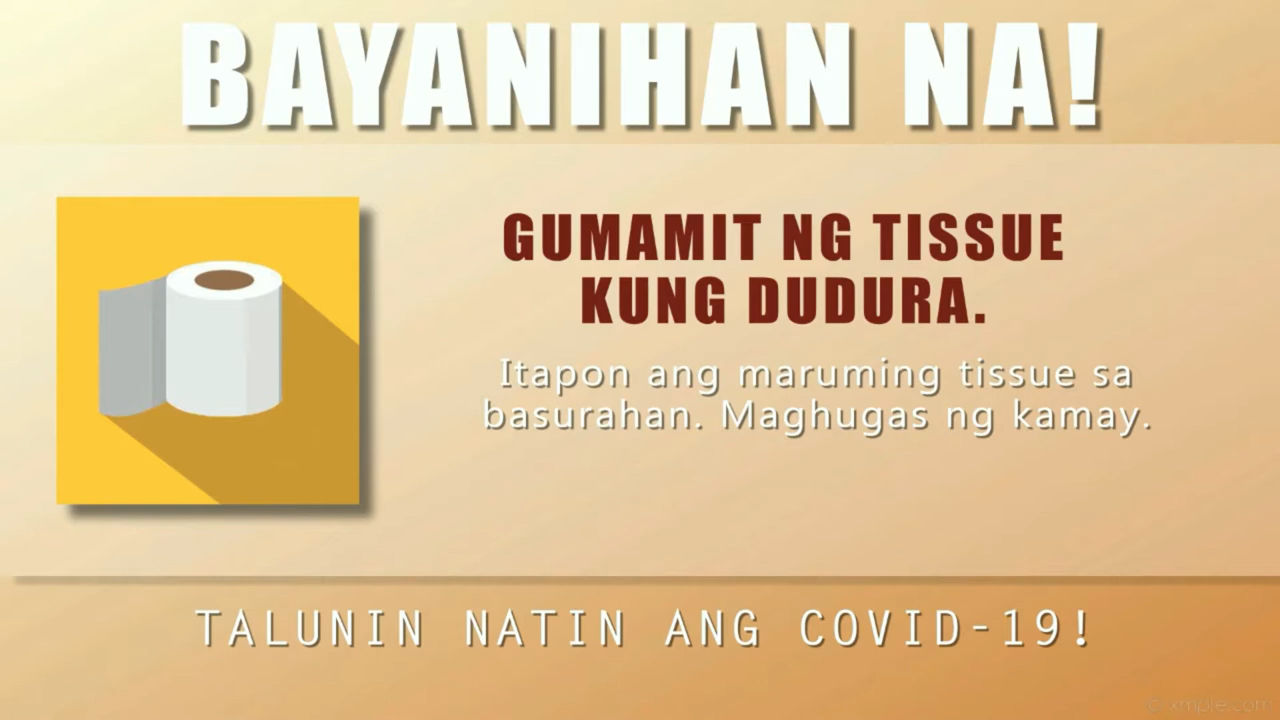 BAYANIHAN NA!
GUMAMIT NG TISSUE
KUNG DUDURA.
Itapon ang maruming tissue sa
basurahan. Maghugas ng kamay.
TALUNIN NATIN ANG COVID-19!